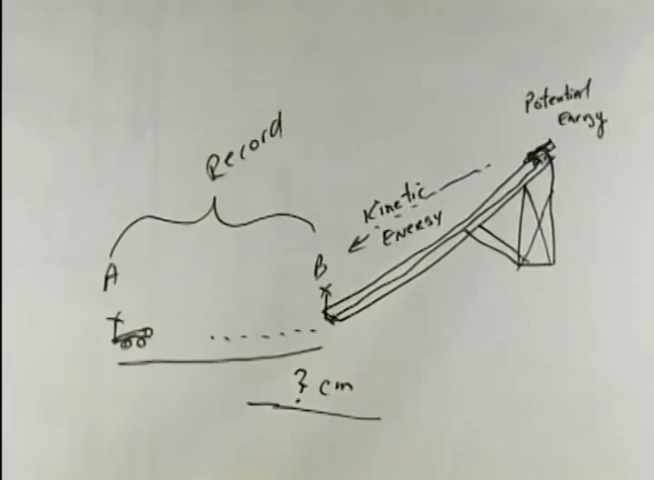 Potential
Energy
Record
Kinetic
ENERGY
A
B
? cm